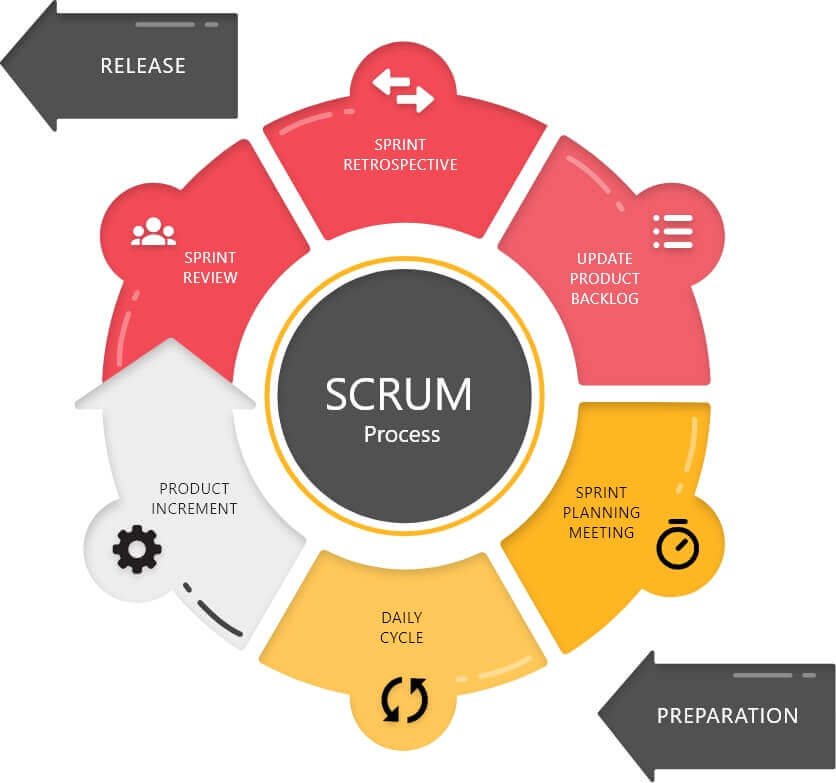 RELEASE
SPRINT
RETROSPECTIVE
SPRINT
REVIEW
UPDATE
PRODUCT
BACKLOG
SCRUM
Process
PRODUCT
INCREMENT
SPRINT
PLANNING
MEETING
DAILY
CYCLE
PREPARATION